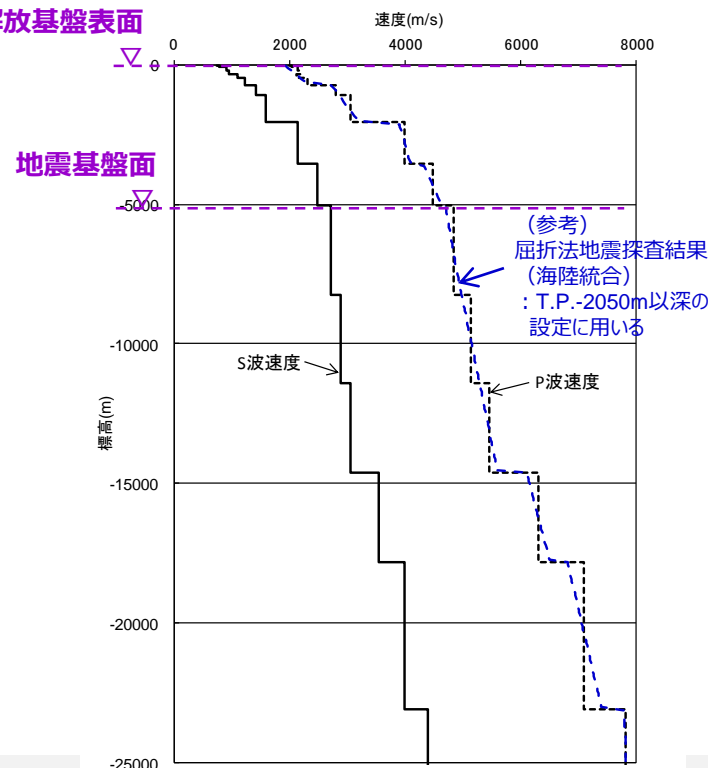 放基盤表面
速度(m/s)
0 2000 4000 6000 8000
▽
0
地震基盤面
▽
-5000
(参考)
屈折法地震探査結果
(海陸統合)
:T.P.-2050m以深の
設定に用いる
-10000
S波速度
P波速度
標高(m)
-15000
-20000
-25000